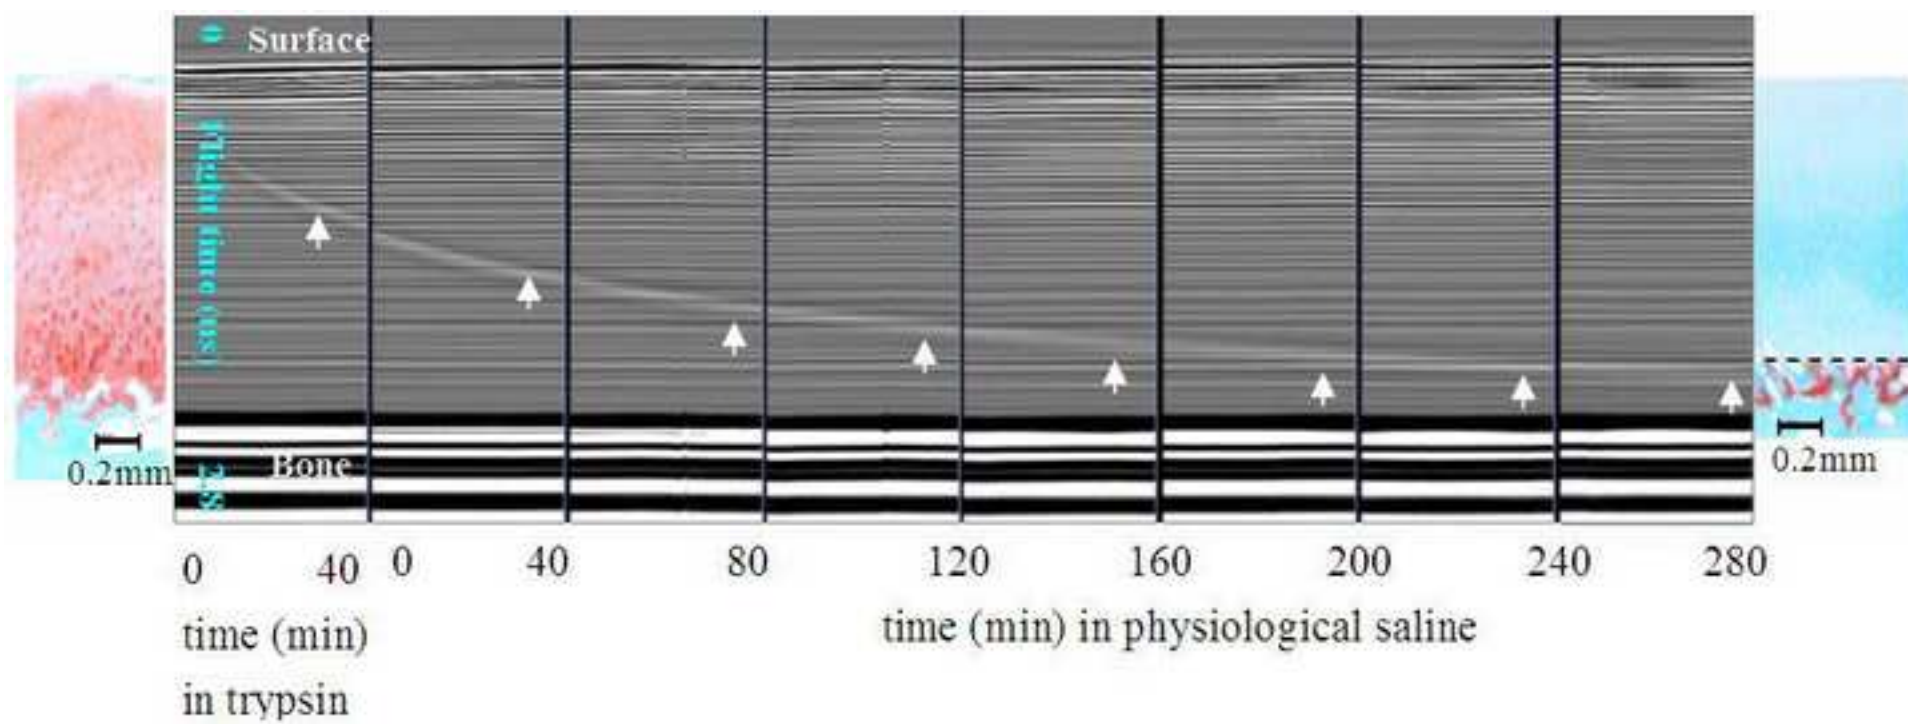 0
Surface
Flight time (us)
Bone
2.8
0.2mm
0.2mm
0 40 0 40 80 120 160 200 240 280
time (min)
in trypsin
time (min) in physiological saline